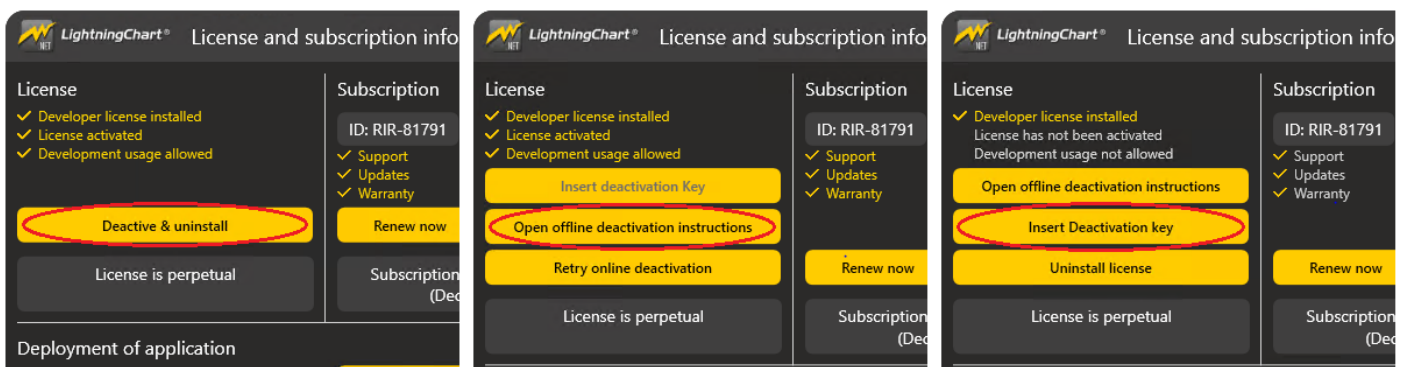 .NET LightningChart® License and subscription info
License
Developer license installed
License activated
Development usage allowed
Deactive & uninstall
License is perpetual
Subscription
ID: RIR-81791
Support
Updates
Warranty
Renew now
Subscription
(Dec
Deployment of application
.NET LightningChart® License and subscription info
License
Developer license installed
License activated
Development usage allowed
Insert deactivation Key
Open offline deactivation instructions
Retry online deactivation
License is perpetual
Subscription
ID: RIR-81791
Support
Updates
Warranty
Renew now
Subscription
(Dec
.NET LightningChart® License and subscription info
License
Developer license installed
License has not been activated
Development usage not allowed
Open offline deactivation instructions
Insert Deactivation key
Uninstall license
License is perpetual
Subscription
ID: RIR-81791
Support
Updates
Warranty
Renew now
Subscription
(Dec